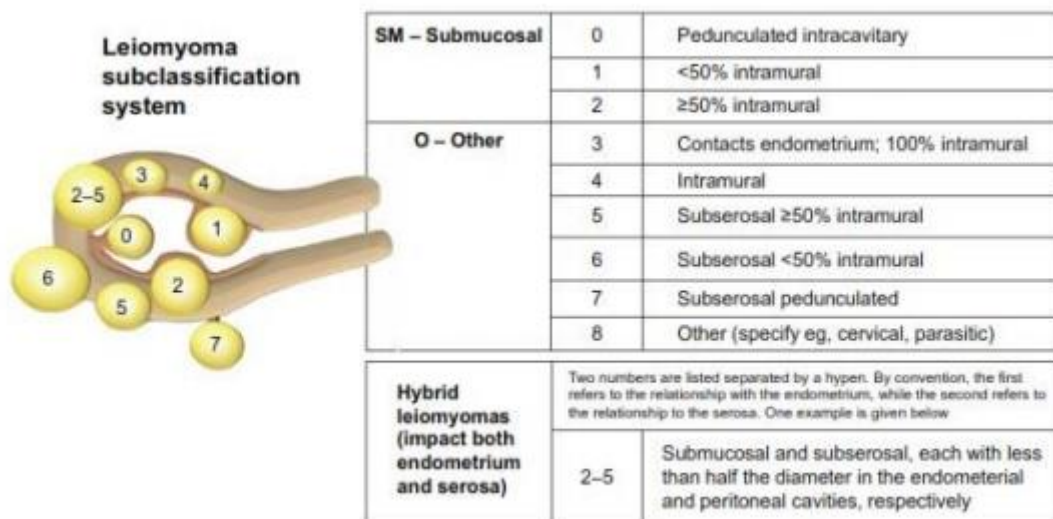 Leiomyoma
subclassification
system
3
4
2–5
0
1
6
2
5
7
SM – Submucosal
0
Pedunculated intracavitary
1
<50% intramural
2
≥50% intramural
O – Other
3
Contacts endometrium; 100% intramural
4
Intramural
5
Subserosal ≥50% intramural
6
Subserosal <50% intramural
7
Subserosal pedunculated
8
Other (specify eg, cervical, parasitic)
Hybrid
leiomyomas
(impact both
endometrium
and serosa)
Two numbers are listed separated by a hypen. By convention, the first
refers to the relationship with the endometrium, while the second refers to
the relationship to the serosa. One example is given below
2–5
Submucosal and subserosal, each with less
than half the diameter in the endometerial
and peritoneal cavities, respectively